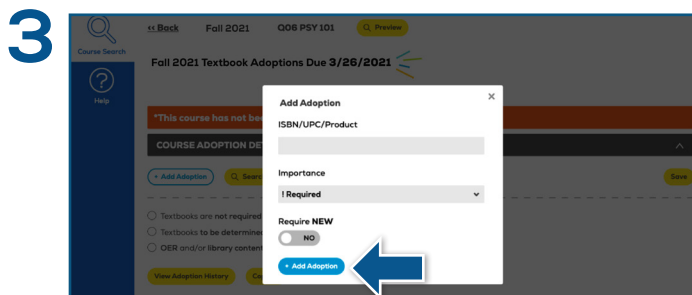 3
<< Back Fall 2021 Q06 PSY 101 Preview
Course Search
Fall 2021 Textbook Adoptions Due 3/26/2021
Help
Add Adoption ×
*This course has not bee
ISBN/UPC/Product
COURSE ADOPTION DET
+ Add Adoption Searc Save
Importance
! Required
Textbooks are not required
Require NEW
Textbooks to be determined
NO
OER and/or library content
+ Add Adoption
View Adoption History